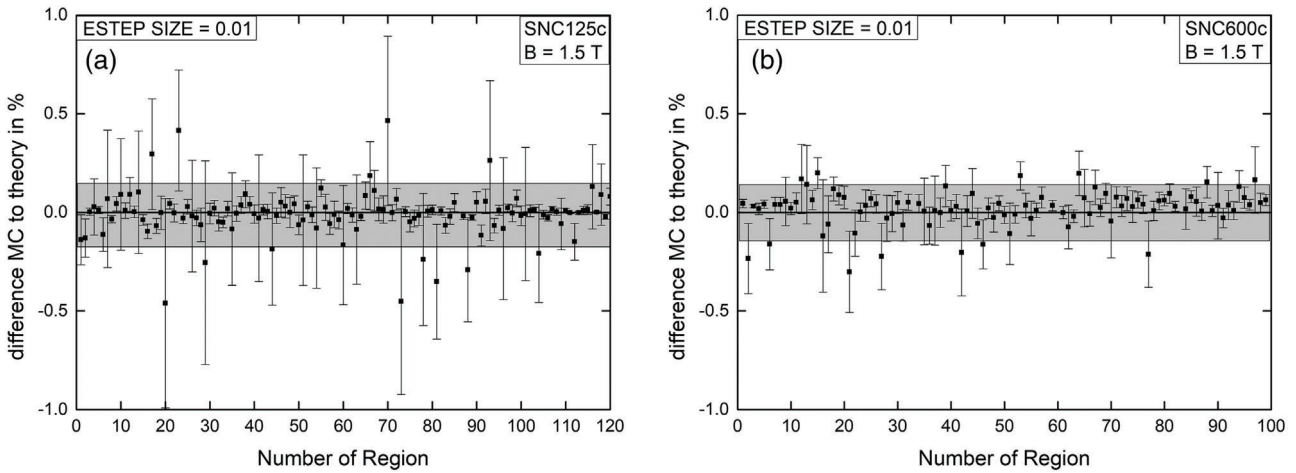 ESTEP SIZE = 0.01
SNC125c
B = 1.5 T
(a)
difference MC to theory in %
1.0
0.5
0.0
-0.5
-1.0
0 10 20 30 40 50 60 70 80 90 100 110 120
Number of Region
ESTEP SIZE = 0.01
SNC600c
B = 1.5 T
(b)
difference MC to theory in %
1.0
0.5
0.0
-0.5
-1.0
0 10 20 30 40 50 60 70 80 90 100
Number of Region